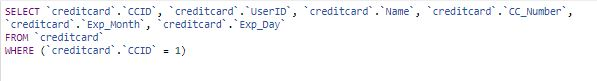 SELECT `creditcard`.`CCID`, `creditcard`.`UserID`, `creditcard`.`Name`, `creditcard`.`CC_Number`,
`creditcard`.`Exp_Month`, `creditcard`.`Exp_Day`
FROM `creditcard`
WHERE (`creditcard`.`CCID` = 1)